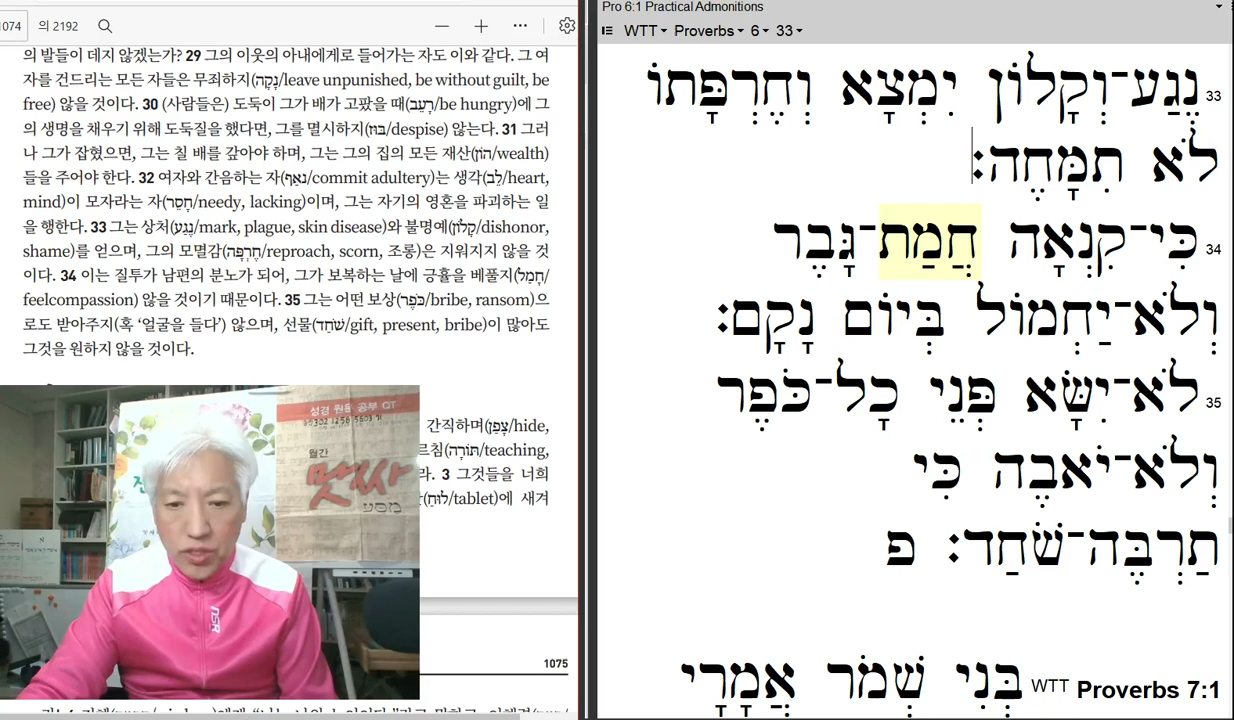 1074
의 2192
의 발들이 데지 않겠는가? 29 그의 이웃의 아내에게로 들어가는 자도 이와 같다. 그 여
자를 건드리는 모든 자들은 무죄하지(נָקָה/leave unpunished, be without guilt, be
free) 않을 것이다. 30 (사람들은) 도둑이 그가 배가 고팠을 때(רָעֵב/be hungry)에 그
의 생명을 채우기 위해 도둑질을 했다면, 그를 멸시하지(בּוּז/despise) 않는다. 31 그러
나 그가 잡혔으면, 그는 칠 배를 갚아야 하며, 그는 그의 집의 모든 재산(הוֹן/wealth)
들을 주어야 한다. 32 여자와 간음하는 자(נאַף/commit adultery)는 생각(לֵב/heart,
mind)이 모자라는 자(חָסֵר/needy, lacking)이며, 그는 자기의 영혼을 파괴하는 일
을 행한다. 33 그는 상처(נֶגַע/mark, plague, skin disease)와 불명예(קָלוֹן/dishonor,
shame)를 얻으며, 그의 모멸감(חֶרְפָּה/reproach, scorn, 조롱)은 지워지지 않을 것
이다. 34 이는 질투가 남편의 분노가 되어, 그가 보복하는 날에 긍휼을 베풀지(חָמַל/
feelcompassion) 않을 것이기 때문이다. 35 그는 어떤 보상(כֹּפֶר/bribe, ransom)으
로도 받아주지(혹 ‘얼굴을 들다’) 않으며, 선물(שֹׁחַד/gift, present, bribe)이 많아도
그것을 원하지 않을 것이다.
간직하며(צָפַן/hide,
르침(תּוֹרָה/teaching,
라. 3 그것들을 너희
(לוּחַ/tablet)에 새겨
성경 원문 공부 QT
월간
맛싸
מסע
NSR
1075
Pro 6:1 Practical Admonitions
WTT Proverbs 6 33
33 נֶגַע־וְקָלוֹן יִמְצָא וְחֶרְפָּתוֹ
לֹא תִמָּחֶה׃
34 כִּי־קִנְאָה חֲמַת־גָּבֶר
וְלֹא־יַחְמוֹל בְּיוֹם נָקָם׃
35 לֹא־יִשָּׂא פְּנֵי כָל־כֹּפֶר
וְלֹא־יֹאבֶה כִּי
תַרְבֶּה־שֹׁחַד׃ פ
WTT Proverbs 7:1 בְּנִי שְׁמֹר אֲמָרָי